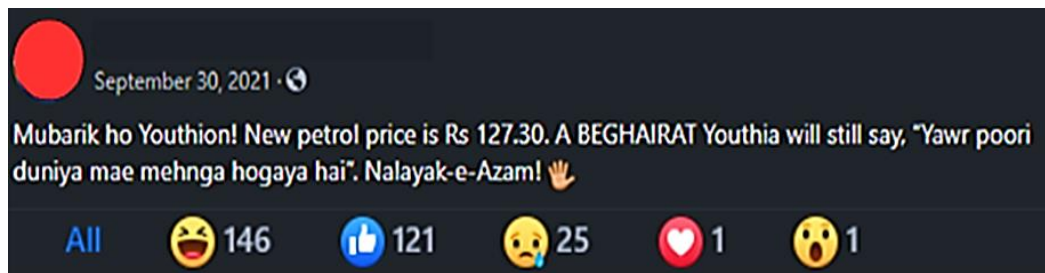 September 30, 2021 ·
Mubarik ho Youthion! New petrol price is Rs 127.30. A BEGHAIRAT Youthia will still say, "Yawr poori
duniya mae mehnga hogaya hai". Nalayak-e-Azam! 🖐🏼
All 146 121 25 1 1